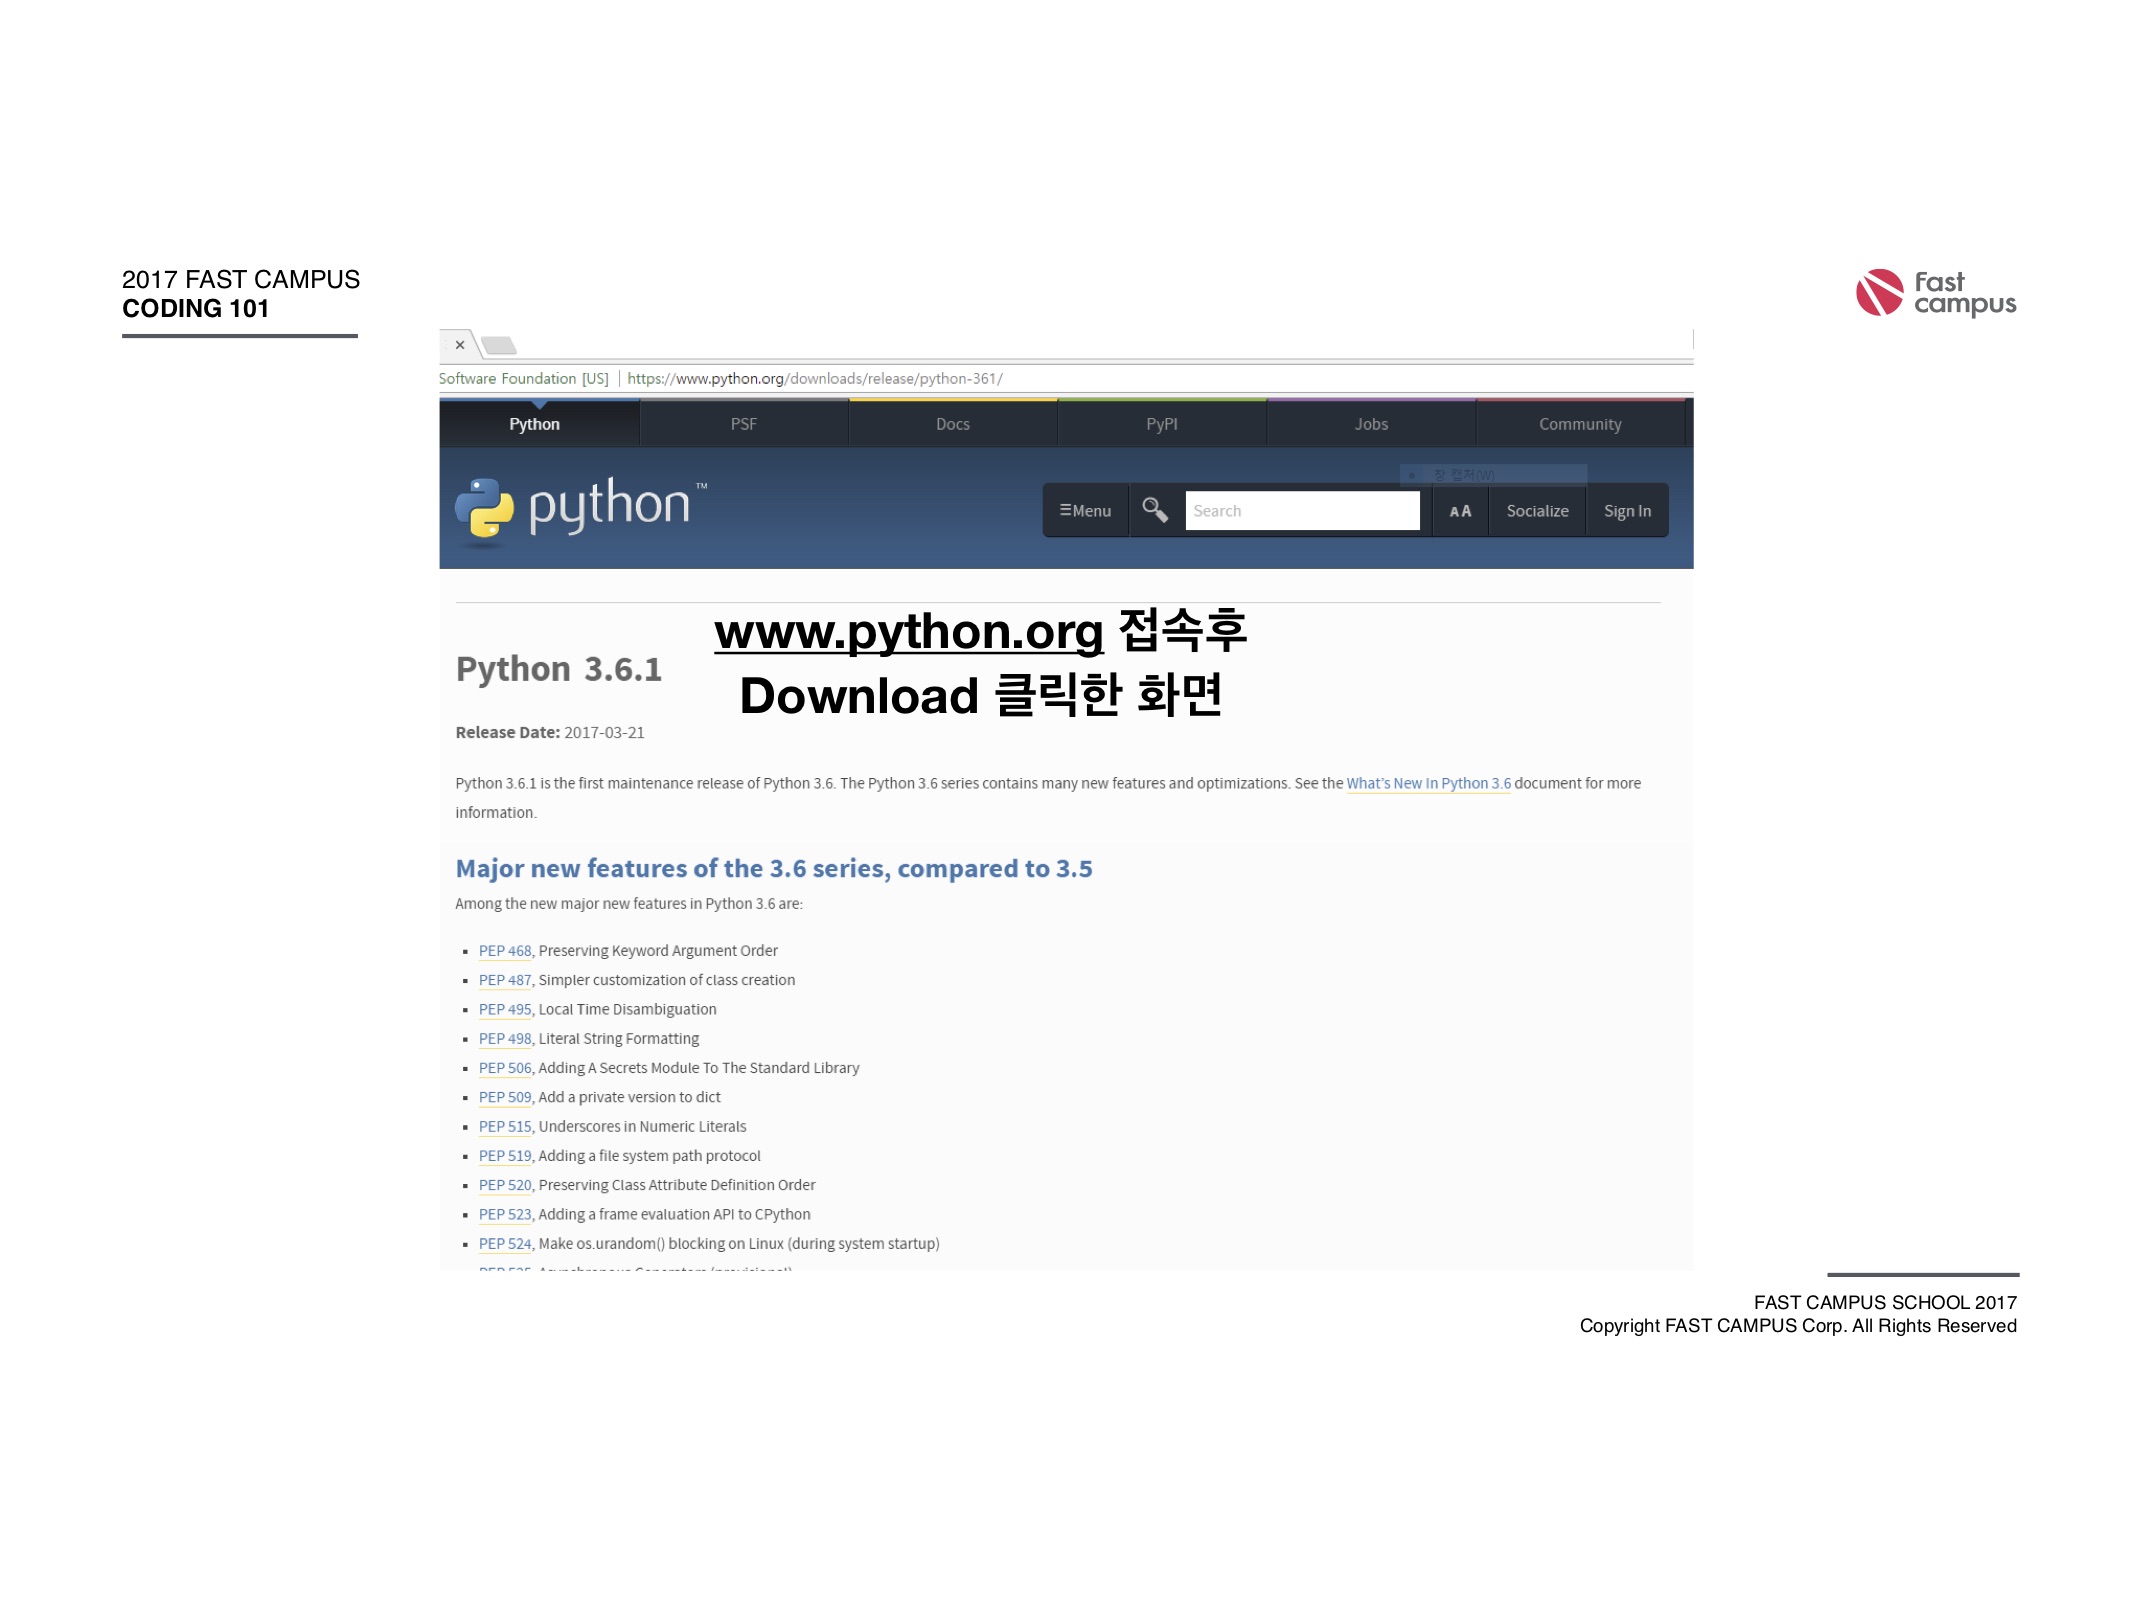 2017 FAST CAMPUS
CODING 101
fast
campus
Software Foundation [US] https://www.python.org/downloads/release/python-361/
Python PSF Docs PyPI Jobs Community
python™
창 캡처(W)
☰Menu Search AA Socialize Sign In
www.python.org 접속후
Download 클릭한 화면
Python 3.6.1
Release Date: 2017-03-21
Python 3.6.1 is the first maintenance release of Python 3.6. The Python 3.6 series contains many new features and optimizations. See the What's New In Python 3.6 document for more
information.
Major new features of the 3.6 series, compared to 3.5
Among the new major new features in Python 3.6 are:
▪ PEP 468, Preserving Keyword Argument Order
▪ PEP 487, Simpler customization of class creation
▪ PEP 495, Local Time Disambiguation
▪ PEP 498, Literal String Formatting
▪ PEP 506, Adding A Secrets Module To The Standard Library
▪ PEP 509, Add a private version to dict
▪ PEP 515, Underscores in Numeric Literals
▪ PEP 519, Adding a file system path protocol
▪ PEP 520, Preserving Class Attribute Definition Order
▪ PEP 523, Adding a frame evaluation API to CPython
▪ PEP 524, Make os.urandom() blocking on Linux (during system startup)
PEP 525, Asynchronous Generators (provisional)
FAST CAMPUS SCHOOL 2017
Copyright FAST CAMPUS Corp. All Rights Reserved